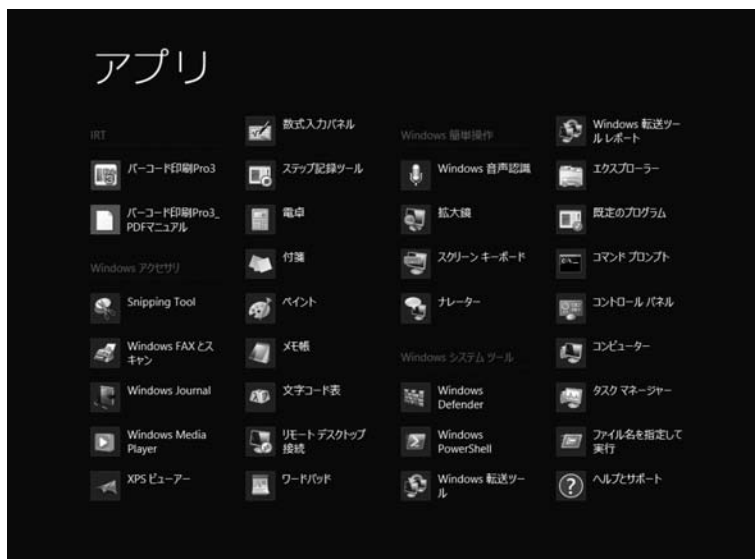 アプリ
IRT
バーコード印刷Pro3
バーコード印刷Pro3_
PDFマニュアル
Windows アクセサリ
Snipping Tool
Windows FAX とス
キャン
Windows Journal
Windows Media
Player
XPS ビューアー
数式入力パネル
ステップ記録ツール
電卓
付箋
ペイント
メモ帳
文字コード表
リモート デスクトップ
接続
ワードパッド
Windows 簡単操作
Windows 音声認識
拡大鏡
スクリーン キーボード
ナレーター
Windows システム ツール
Windows
Defender
Windows
PowerShell
Windows 転送ツー
ル
Windows 転送ツー
ル レポート
エクスプローラー
既定のプログラム
コマンド プロンプト
コントロール パネル
コンピューター
タスク マネージャー
ファイル名を指定して
実行
ヘルプとサポート